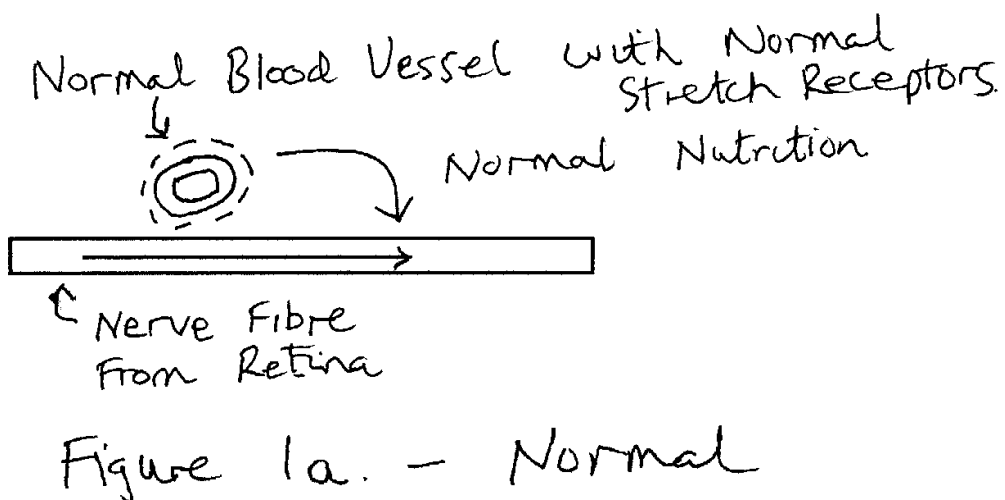 Normal Blood Vessel with Normal
Stretch Receptors.
Normal Nutrition
Nerve Fibre
From Retina
Figure 1a. - Normal